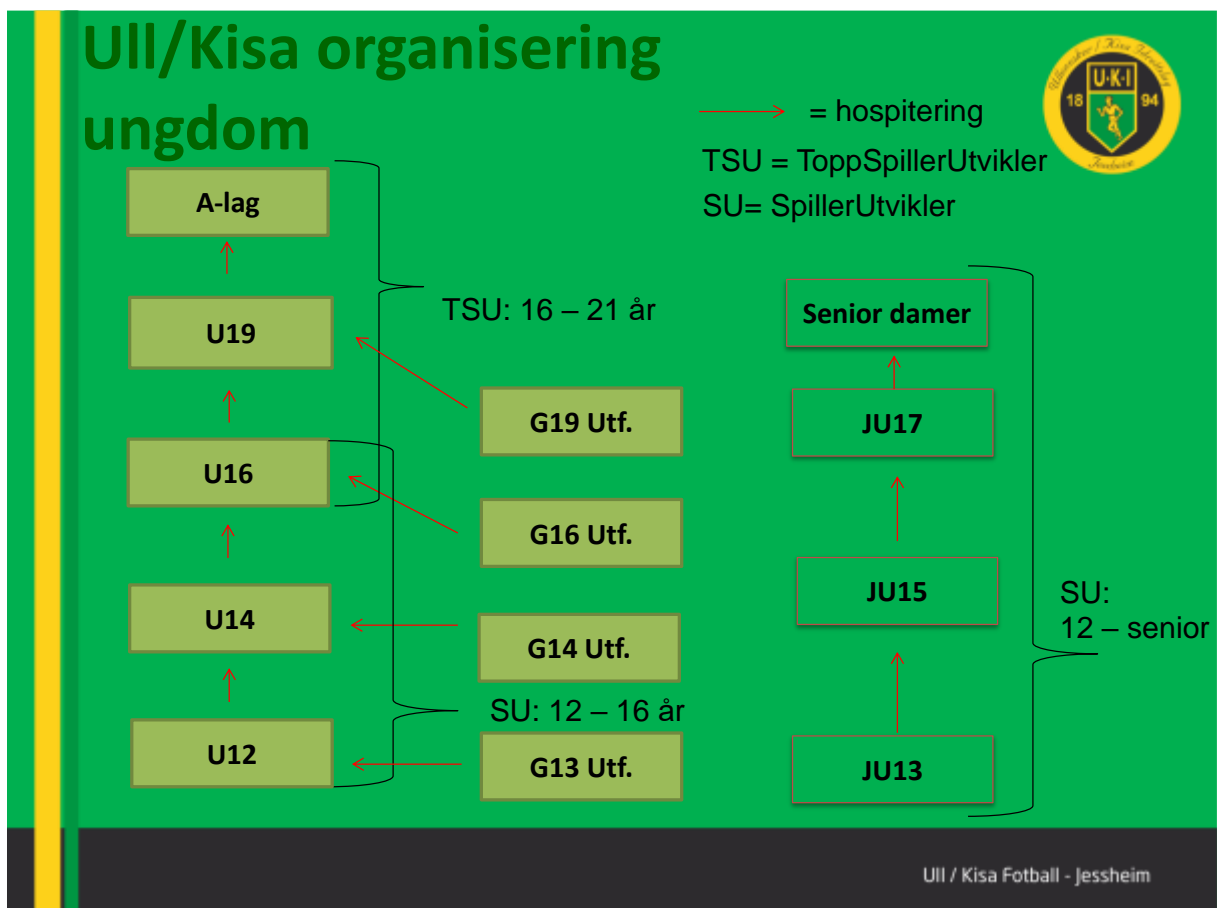 Ull/Kisa organisering
ungdom
= hospitering
TSU = ToppSpillerUtvikler
SU= SpillerUtvikler
U·K·I
18 94
A-lag
U19
TSU: 16 – 21 år
U16
U14
U12
G19 Utf.
G16 Utf.
G14 Utf.
SU: 12 – 16 år
G13 Utf.
Senior damer
JU17
JU15
JU13
SU:
12 – senior
Ull / Kisa Fotball - Jessheim